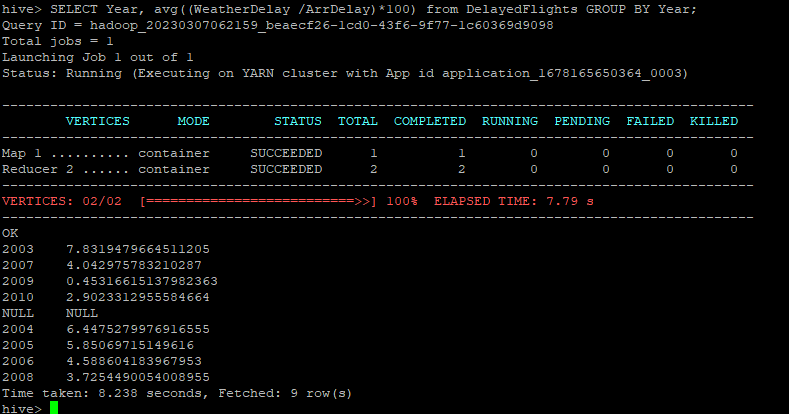 hive> SELECT Year, avg((WeatherDelay /ArrDelay)*100) from DelayedFlights GROUP BY Year;
Query ID = hadoop_20230307062159_beaecf26-1cd0-43f6-9f77-1c60369d9098
Total jobs = 1
Launching Job 1 out of 1
Status: Running (Executing on YARN cluster with App id application_1678165650364_0003)
----------------------------------------------------------------------------------------------
VERTICES MODE STATUS TOTAL COMPLETED RUNNING PENDING FAILED KILLED
----------------------------------------------------------------------------------------------
Map 1 .......... container SUCCEEDED 1 1 0 0 0 0
Reducer 2 ...... container SUCCEEDED 2 2 0 0 0 0
----------------------------------------------------------------------------------------------
VERTICES: 02/02 [==========================>>] 100% ELAPSED TIME: 7.79 s
----------------------------------------------------------------------------------------------
OK
2003 7.8319479664511205
2007 4.042975783210287
2009 0.45316615137982363
2010 2.9023312955584664
NULL NULL
2004 6.4475279976916555
2005 5.85069715149616
2006 4.588604183967953
2008 3.7254490054008955
Time taken: 8.238 seconds, Fetched: 9 row(s)
hive>